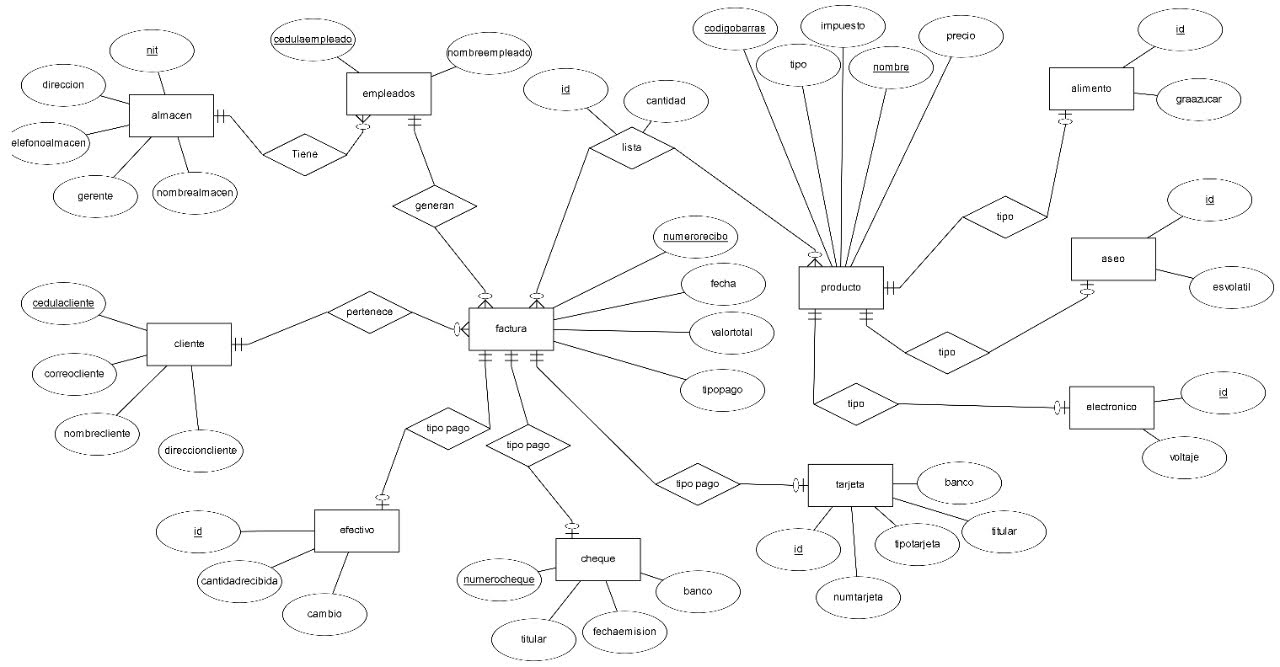 codigobarras
impuesto
precio
id
cedulaempleado
nombreempleado
nit
tipo
nombre
direccion
empleados
id
cantidad
alimento
graazucar
almacen
elefonoalmacen
Tiene
lista
gerente
nombrealmacen
generan
id
tipo
numerorecibo
aseo
fecha
producto
esvolatil
cedulacliente
pertenece
factura
valortotal
cliente
tipo
correocliente
tipopago
id
tipo
electronico
nombrecliente
direccioncliente
tipo pago
tipo pago
voltaje
tipo pago
tarjeta
banco
id
efectivo
titular
id
tipotarjeta
cheque
cantidadrecibida
numerocheque
banco
numtarjeta
cambio
titular
fechaemision